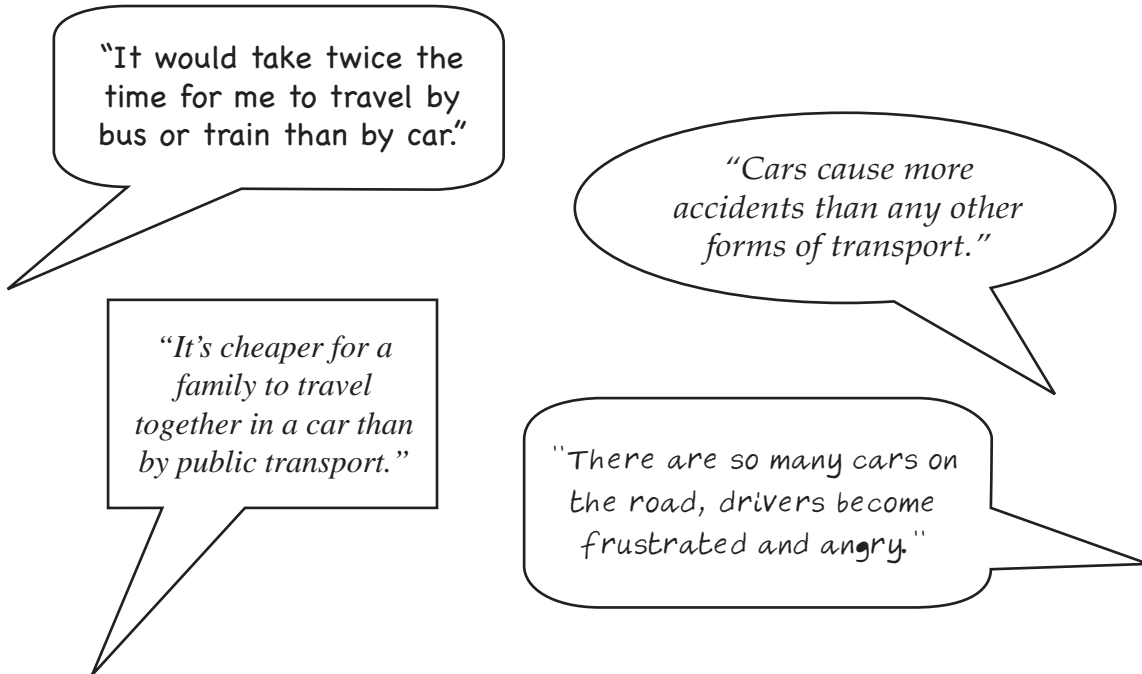 “It would take twice the
time for me to travel by
bus or train than by car.”
“Cars cause more
accidents than any other
forms of transport.”
“It’s cheaper for a
family to travel
together in a car than
by public transport.”
"There are so many cars on
the road, drivers become
frustrated and angry."